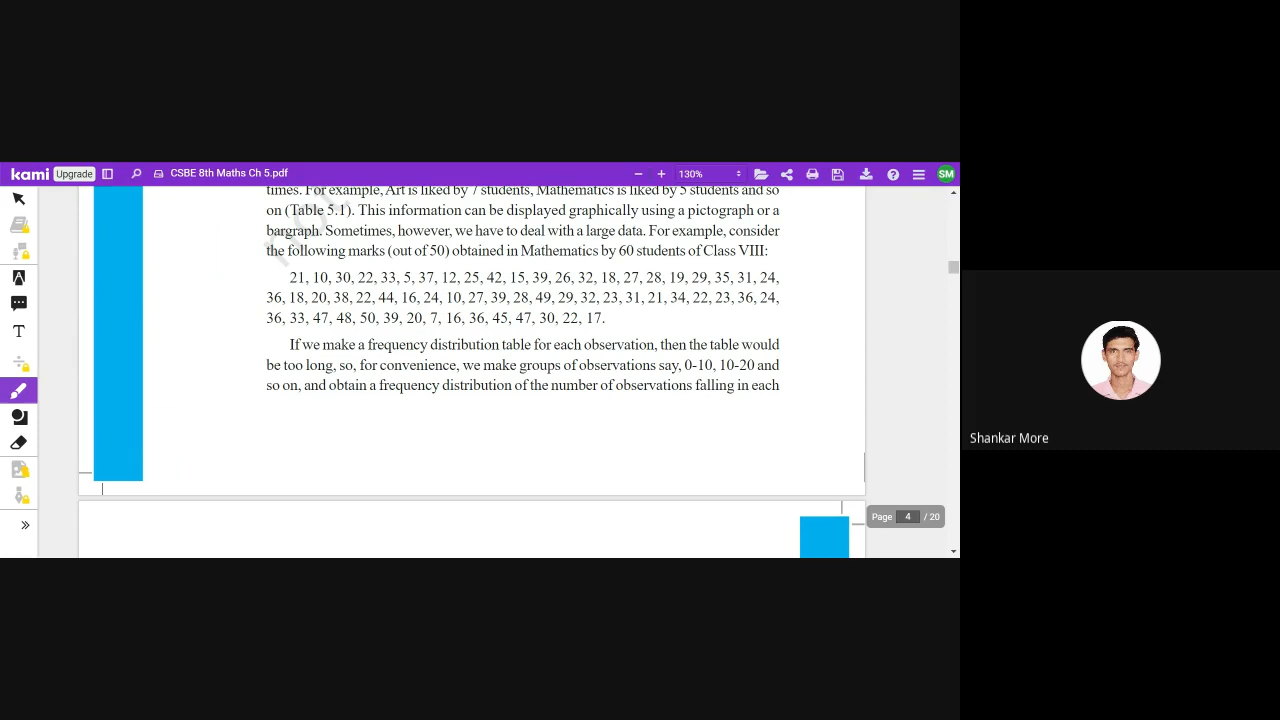 kami Upgrade CSBE 8th Maths Ch 5.pdf 130% SM
times. For example, Art is liked by 7 students, Mathematics is liked by 5 students and so
on (Table 5.1). This information can be displayed graphically using a pictograph or a
bargraph. Sometimes, however, we have to deal with a large data. For example, consider
the following marks (out of 50) obtained in Mathematics by 60 students of Class VIII:
21, 10, 30, 22, 33, 5, 37, 12, 25, 42, 15, 39, 26, 32, 18, 27, 28, 19, 29, 35, 31, 24,
36, 18, 20, 38, 22, 44, 16, 24, 10, 27, 39, 28, 49, 29, 32, 23, 31, 21, 34, 22, 23, 36, 24,
36, 33, 47, 48, 50, 39, 20, 7, 16, 36, 45, 47, 30, 22, 17.
If we make a frequency distribution table for each observation, then the table would
be too long, so, for convenience, we make groups of observations say, 0-10, 10-20 and
so on, and obtain a frequency distribution of the number of observations falling in each
Page 4 / 20
Shankar More